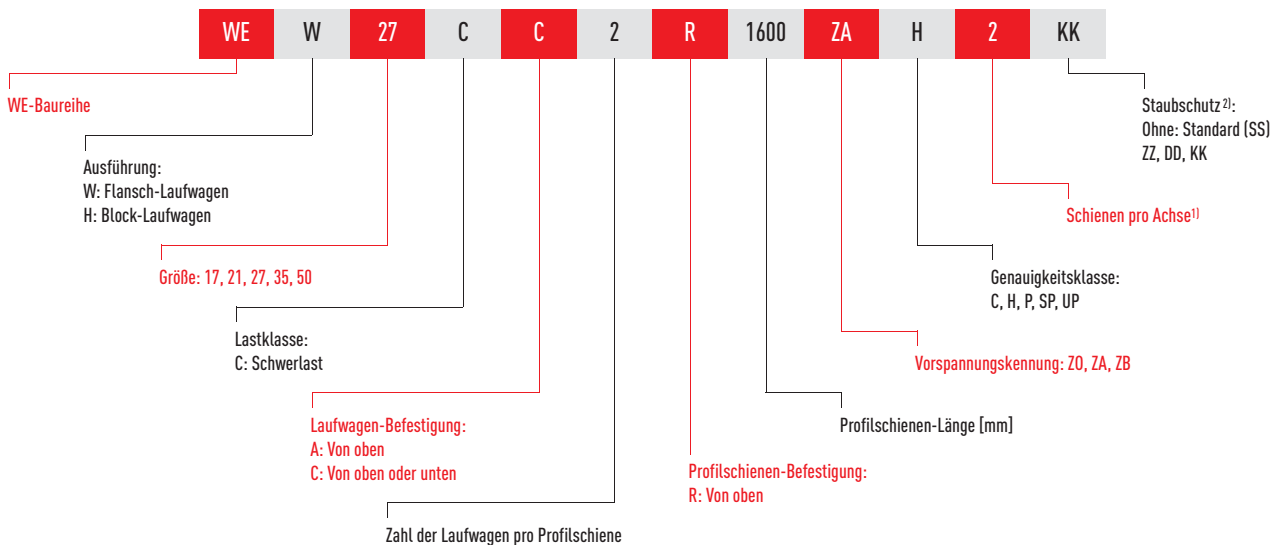 WE W 27 C C 2 R 1600 ZA H 2 KK
WE-Baureihe
Ausführung:
W: Flansch-Laufwagen
H: Block-Laufwagen
Größe: 17, 21, 27, 35, 50
Lastklasse:
C: Schwerlast
Laufwagen-Befestigung:
A: Von oben
C: Von oben oder unten
Zahl der Laufwagen pro Profilschiene
Profilschienen-Befestigung:
R: Von oben
Profilschienen-Länge [mm]
Vorspannungskennung: Z0, ZA, ZB
Genauigkeitsklasse:
C, H, P, SP, UP
Schienen pro Achse1)
Staubschutz 2):
Ohne: Standard (SS)
ZZ, DD, KK